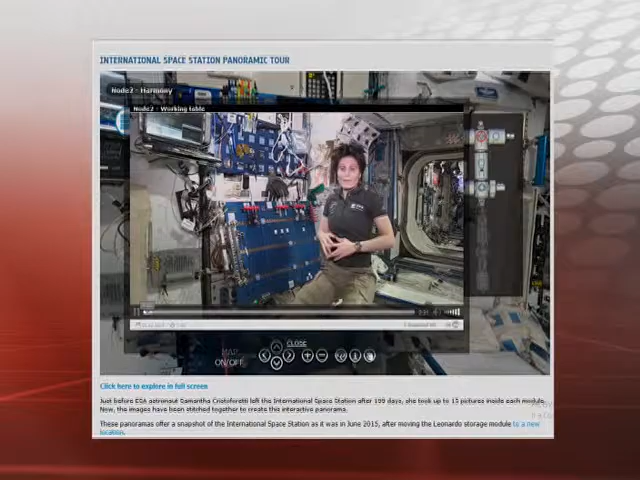 INTERNATIONAL SPACE STATION PANORAMIC TOUR
Node2 - Harmony
Node2 - Working table
CLOSE
MAP
ON/OFF
Click here to explore in full screen
Just before ESA astronaut Samantha Cristoforetti left the International Space Station after 199 days, she took up to 15 pictures inside each module.
Now, the images have been stitched together to create this interactive panorama.
These panoramas offer a snapshot of the International Space Station as it was in June 2015, after moving the Leonardo storage module to a new
location.